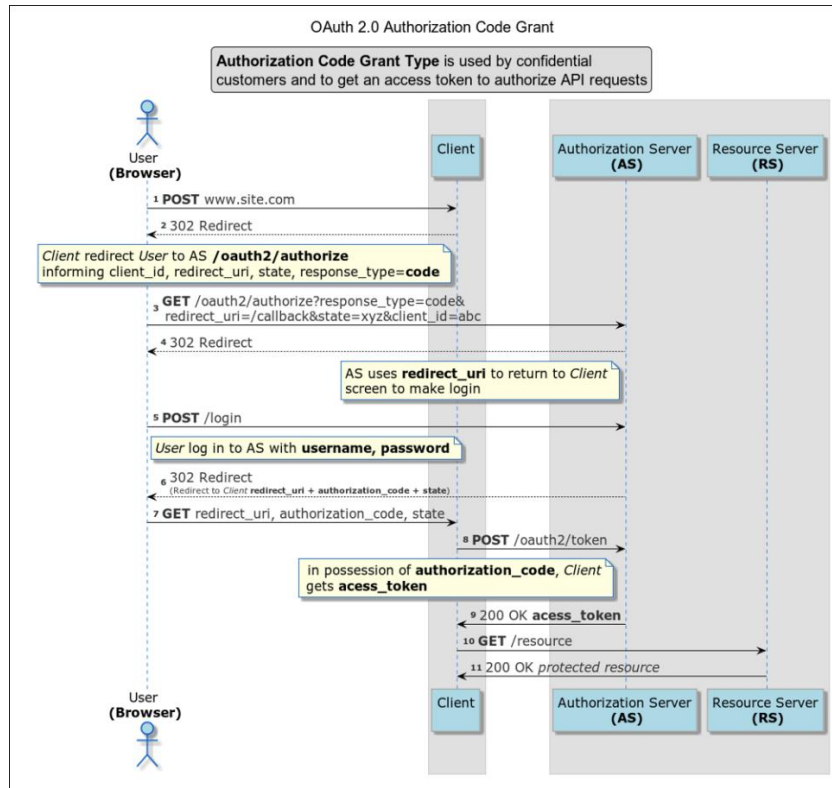 OAuth 2.0 Authorization Code Grant
Authorization Code Grant Type is used by confidential
customers and to get an access token to authorize API requests
User
(Browser)
Client
Authorization Server
(AS)
Resource Server
(RS)
1 POST www.site.com
2 302 Redirect
Client redirect User to AS /oauth2/authorize
informing client_id, redirect_uri, state, response_type=code
3 GET /oauth2/authorize?response_type=code&
redirect_uri=/callback&state=xyz&client_id=abc
4 302 Redirect
AS uses redirect_uri to return to Client
screen to make login
5 POST /login
User log in to AS with username, password
6 302 Redirect
(Redirect to Client redirect_uri + authorization_code + state)
7 GET redirect_uri, authorization_code, state
8 POST /oauth2/token
in possession of authorization_code, Client
gets acess_token
9 200 OK acess_token
10 GET /resource
11 200 OK protected resource
User
(Browser)
Client
Authorization Server
(AS)
Resource Server
(RS)